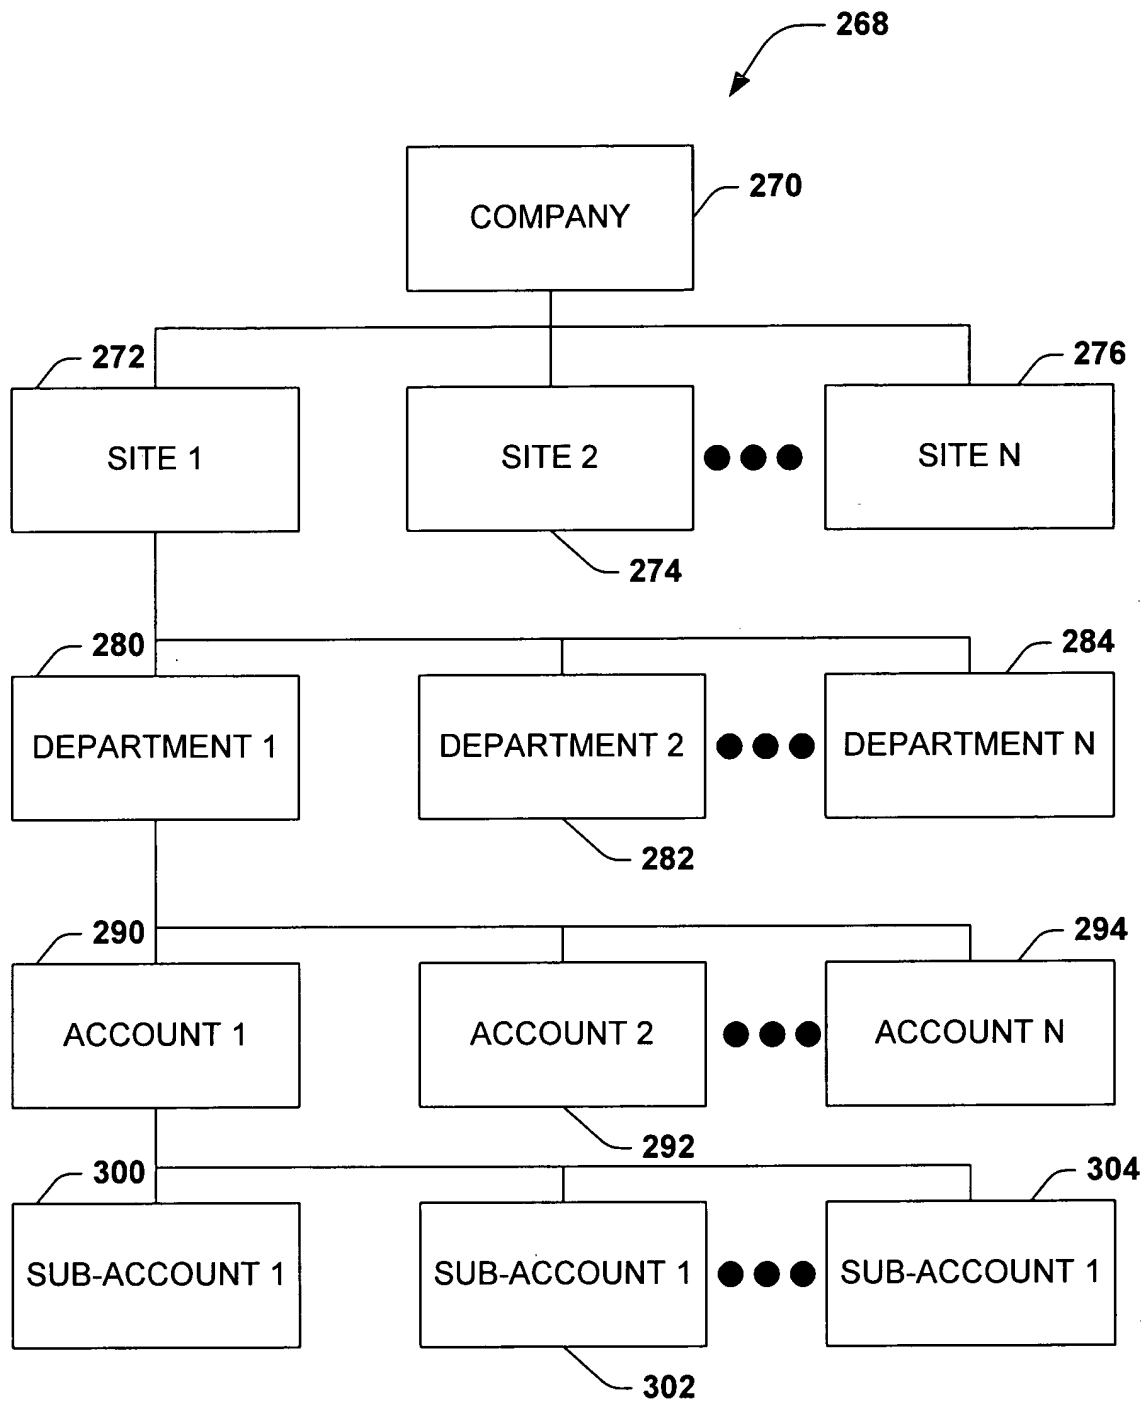 268
COMPANY
270
272
276
SITE 1
SITE 2
SITE N
274
280
284
DEPARTMENT 1
DEPARTMENT 2
DEPARTMENT N
282
290
294
ACCOUNT 1
ACCOUNT 2
ACCOUNT N
292
300
304
SUB-ACCOUNT 1
SUB-ACCOUNT 1
SUB-ACCOUNT 1
302